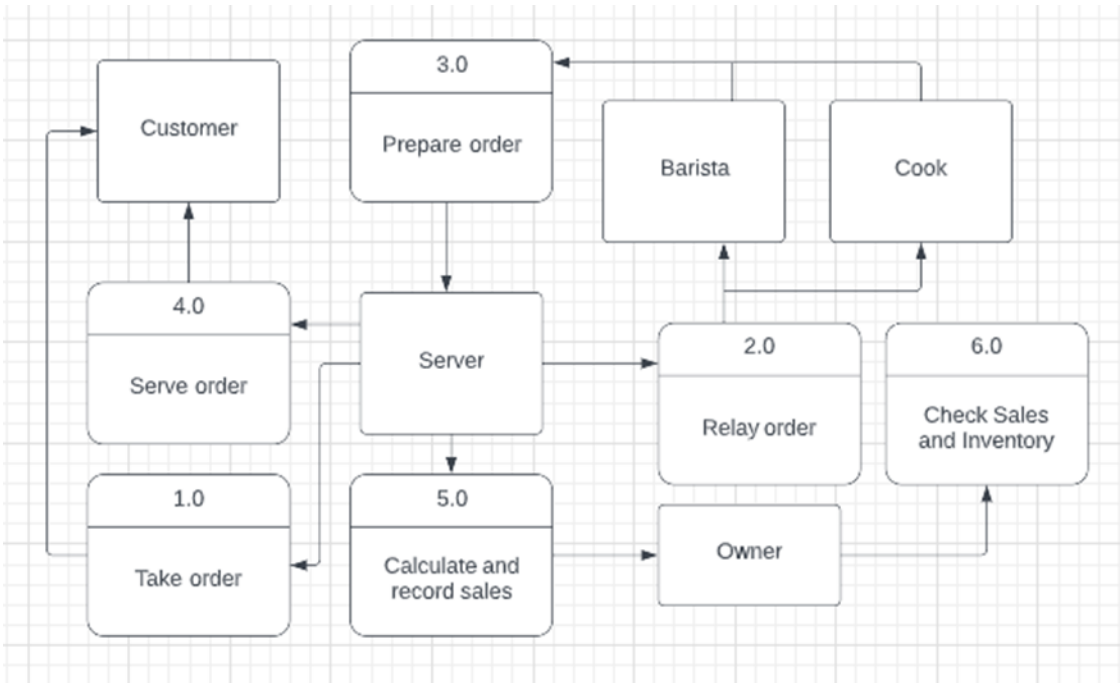 3.0
Customer
Prepare order
Barista
Cook
4.0
Serve order
Server
2.0
Relay order
6.0
Check Sales
and Inventory
1.0
Take order
5.0
Calculate and
record sales
Owner